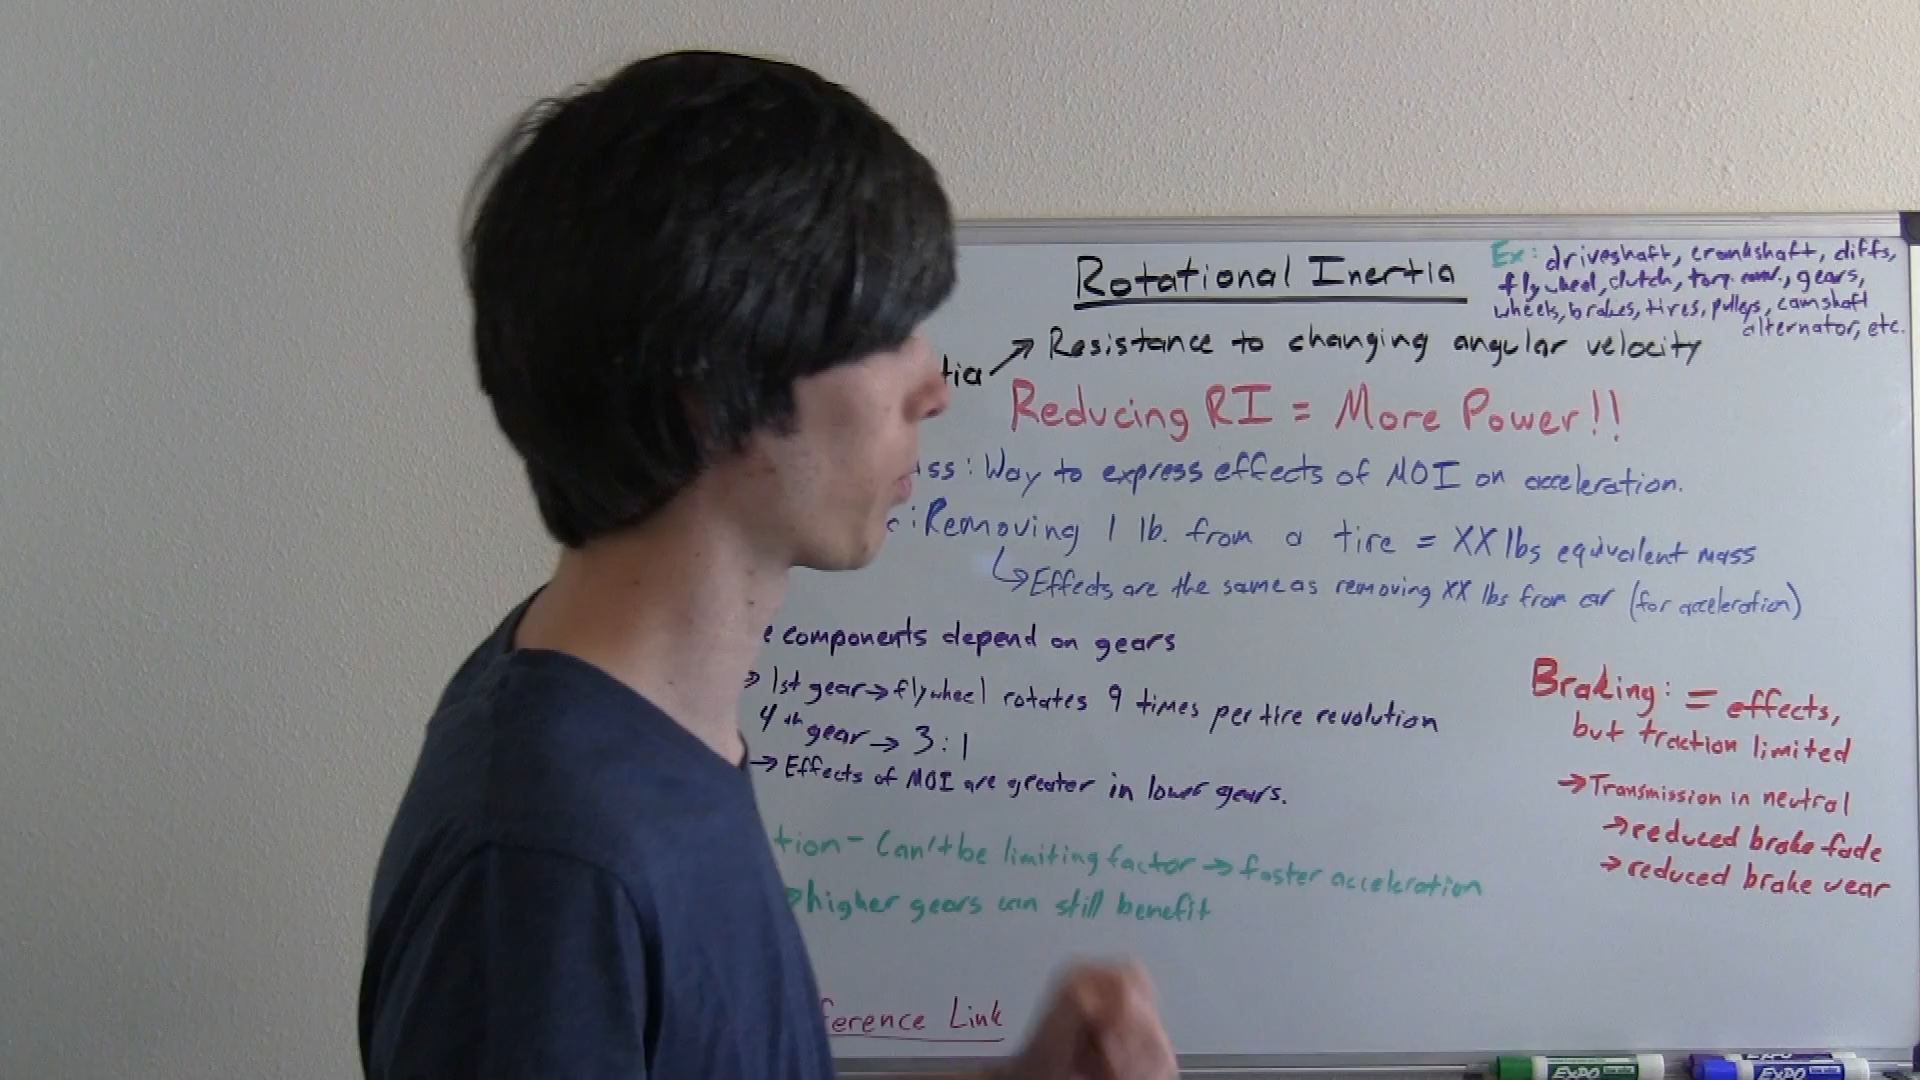 Rotational Inertia
Ex: driveshaft, crankshaft, diffs,
flywheel, clutch, torq. conv., gears,
wheels, brakes, tires, pulleys, camshaft
alternator, etc.
tia → Resistance to changing angular velocity
Reducing RI = More Power!!
ss: Way to express effects of MOI on acceleration.
: Removing 1 lb. from a tire = XX lbs equivalent mass
↳ Effects are the same as removing XX lbs from car (for acceleration)
e components depend on gears
→ 1st gear → flywheel rotates 9 times per tire revolution
4th gear → 3:1
→ Effects of MOI are greater in lower gears.
Braking: = effects,
but traction limited
→ Transmission in neutral
→ reduced brake fade
→ reduced brake wear
tion - Can't be limiting factor → faster acceleration
→ higher gears can still benefit
ference Link
EXPO
EXPO